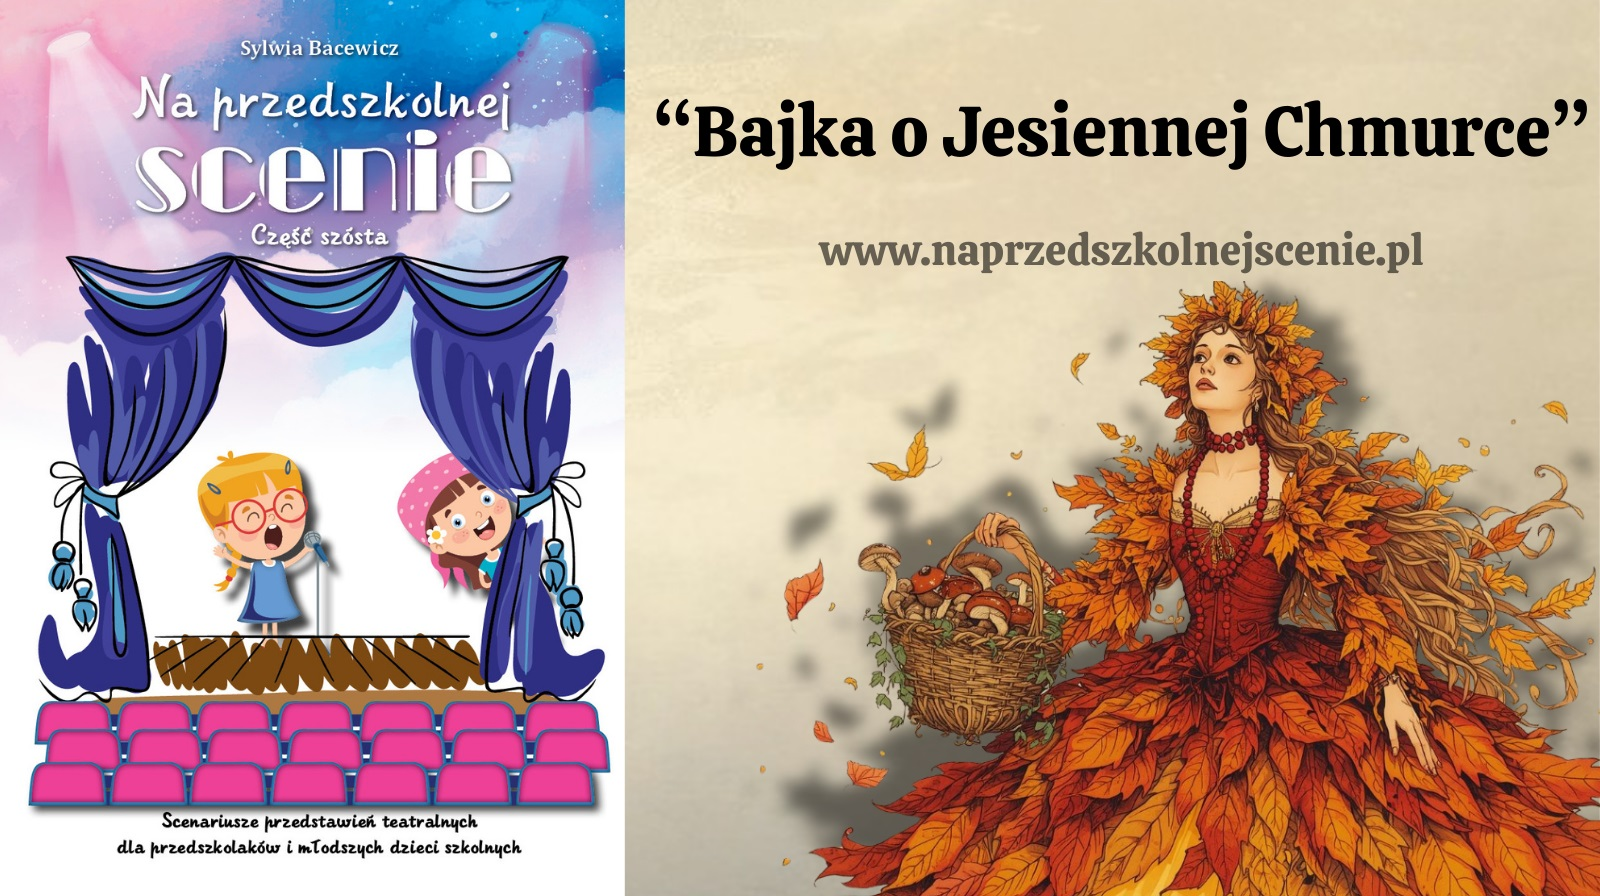 Sylwia Bacewicz
Na przedszkolnej
scenie
Część szósta
Scenariusze przedstawień teatralnych
dla przedszkolaków i młodszych dzieci szkolnych
“Bajka o Jesiennej Chmurce”
www.naprzedszkolnejscenie.pl